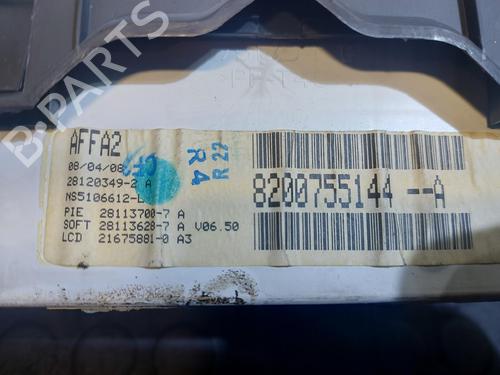 AFFA2
08/04/08
28120349-2 A
NS5106612-
PIE 28113700-7 A
SOFT 28113628-7 A V06.50
LCD 21675881-0 A3
8200755144 --A
R 22
R4
B-PARTS